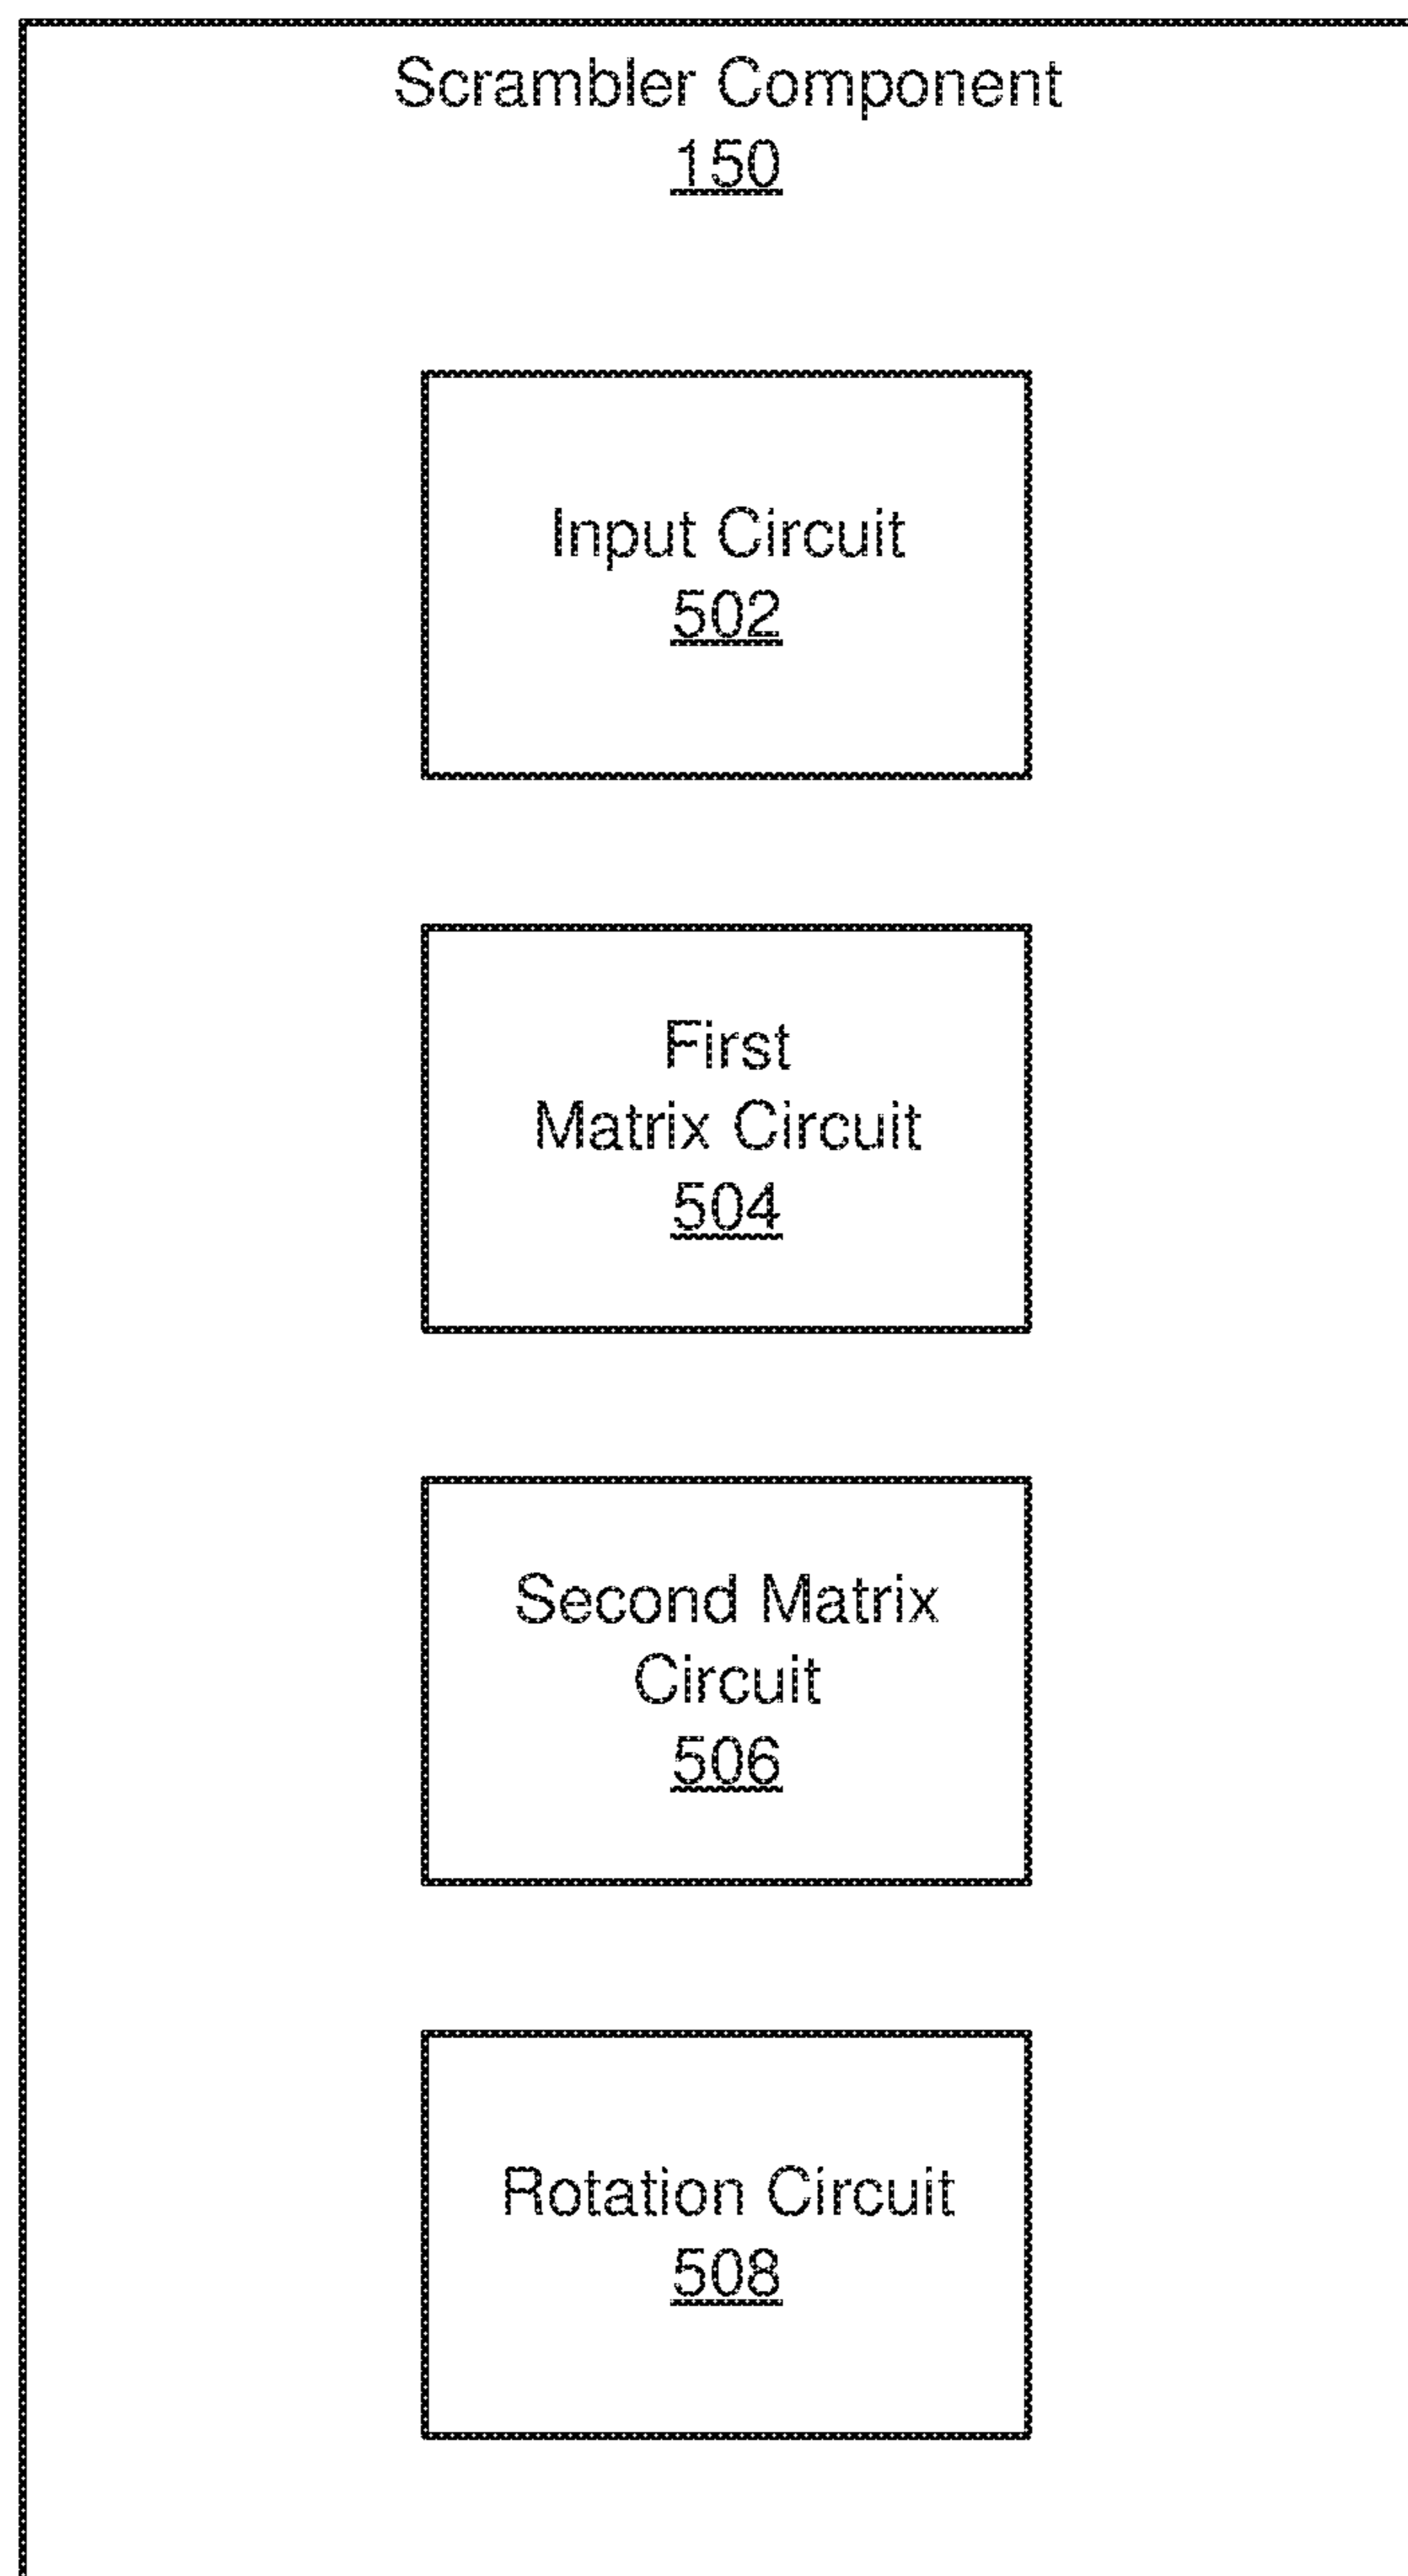 Scrambler Component
150
Input Circuit
502
First
Matrix Circuit
504
Second Matrix
Circuit
506
Rotation Circuit
508